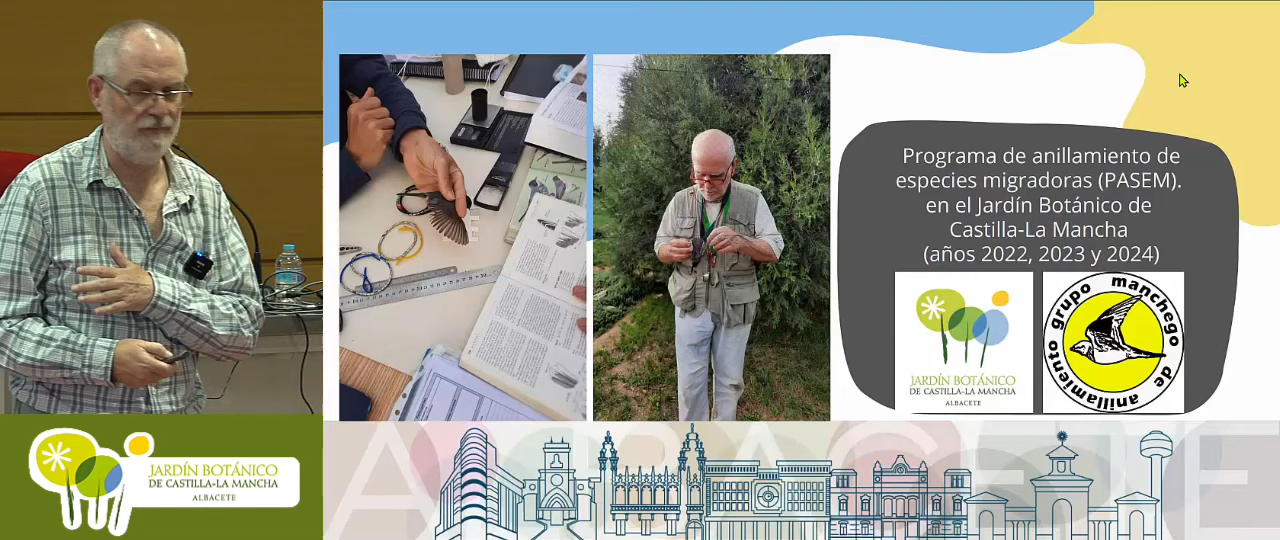 Programa de anillamiento de
especies migradoras (PASEM).
en el Jardín Botánico de
Castilla-La Mancha
(años 2022, 2023 y 2024)
JARDÍN BOTÁNICO
DE CASTILLA-LA MANCHA
ALBACETE
grupo manchego de anillamiento
JARDÍN BOTÁNICO
DE CASTILLA-LA MANCHA
ALBACETE
ALBACETE